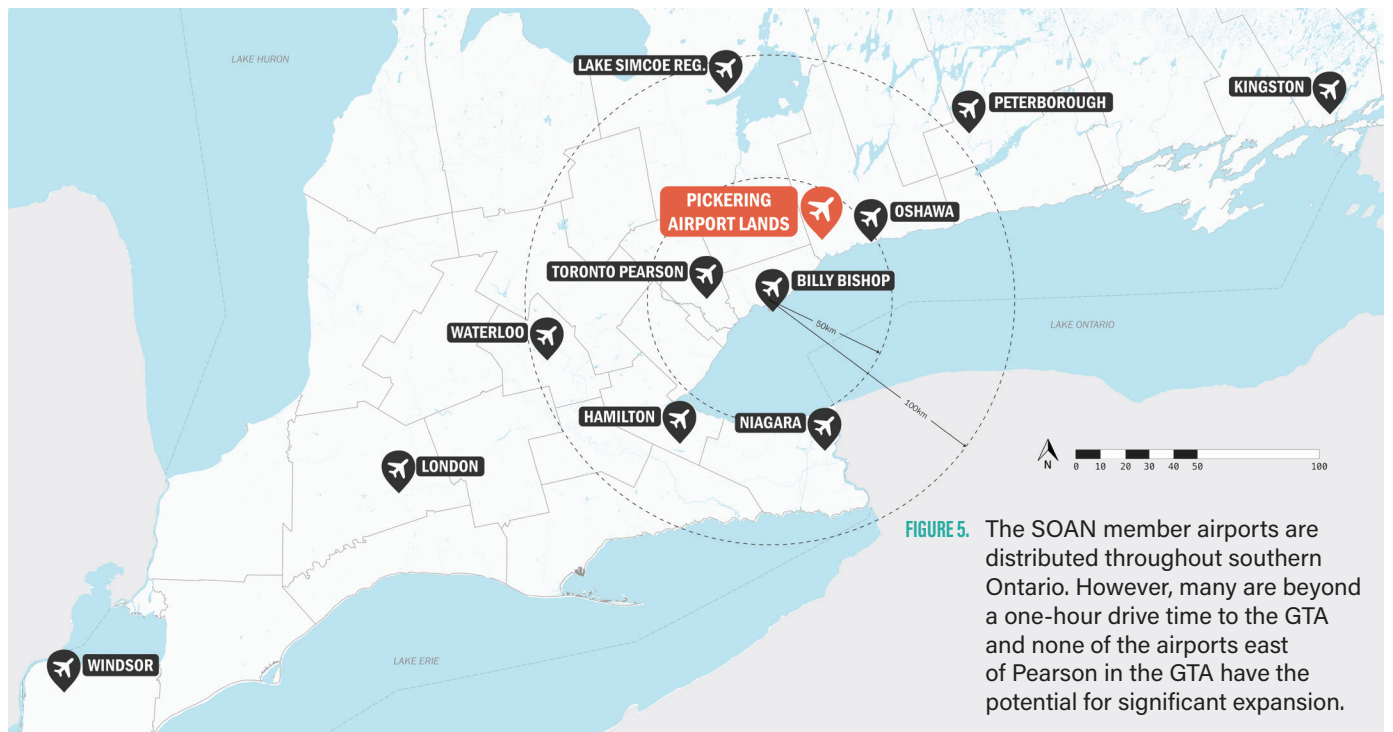 LAKE HURON
LAKE SIMCOE REG.
PETERBOROUGH
KINGSTON
PICKERING
AIRPORT LANDS
OSHAWA
TORONTO PEARSON
BILLY BISHOP
WATERLOO
50km
LAKE ONTARIO
100km
HAMILTON
NIAGARA
LONDON
N
0 10 20 30 40 50 100
FIGURE 5. The SOAN member airports are
distributed throughout southern
Ontario. However, many are beyond
a one-hour drive time to the GTA
and none of the airports east
of Pearson in the GTA have the
potential for significant expansion.
WINDSOR
LAKE ERIE